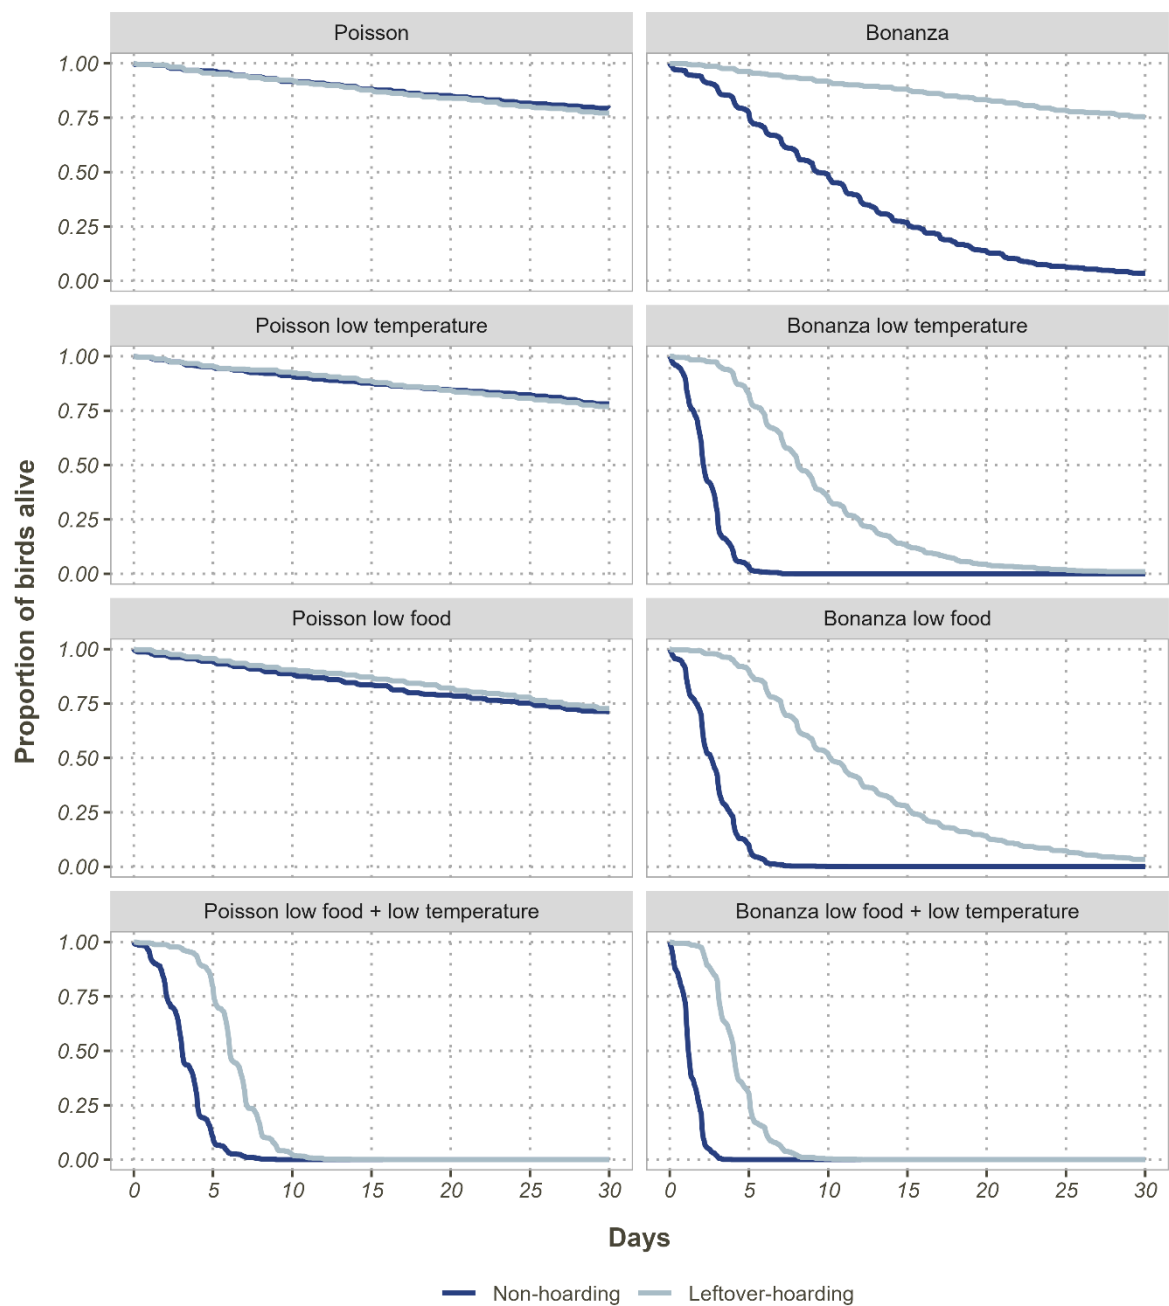 Poisson
Bonanza
1.00
0.75
0.50
0.25
0.00
Poisson low temperature
Bonanza low temperature
1.00
0.75
0.50
0.25
0.00
Poisson low food
Bonanza low food
1.00
0.75
0.50
0.25
0.00
Poisson low food + low temperature
Bonanza low food + low temperature
1.00
0.75
0.50
0.25
0.00
0 5 10 15 20 25 30
0 5 10 15 20 25 30
Proportion of birds alive
Days
Non-hoarding
Leftover-hoarding